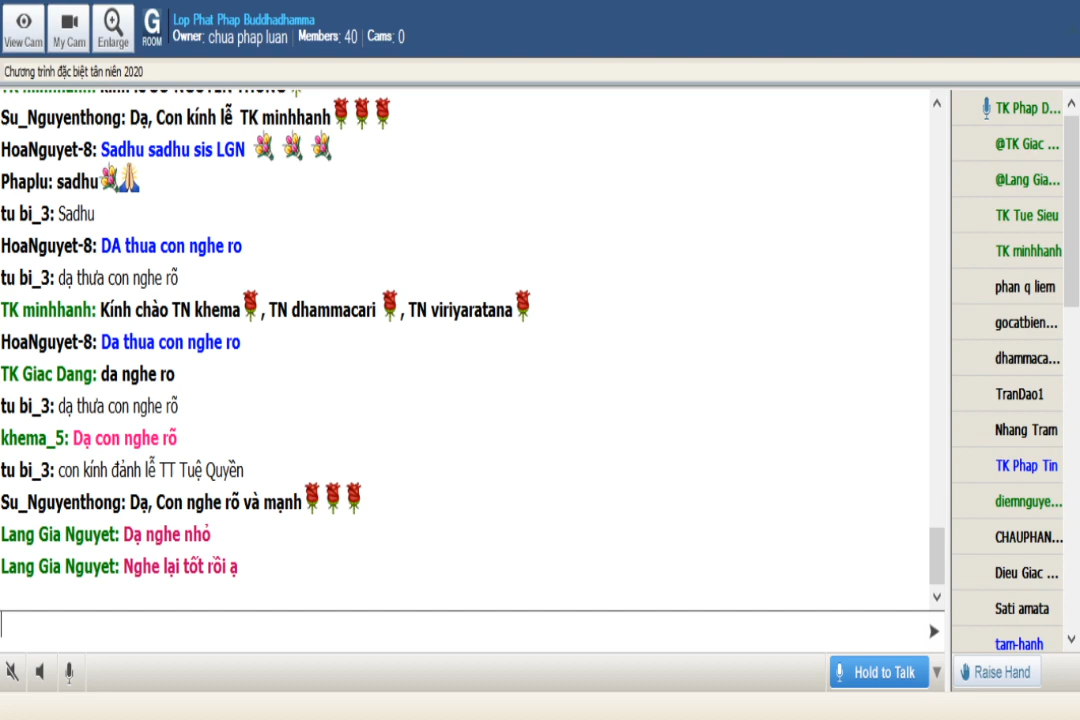 View Cam
My Cam
Enlarge
G
ROOM
Lop Phat Phap Buddhadhamma
Owner: chua phap luan | Members: 40 | Cams: 0
Chương trình đặc biệt tân niên 2020
Su_Nguyenthong: Dạ, Con kính lễ TK minhhanh
HoaNguyet-8: Sadhu sadhu sis LGN
Phaplu: sadhu
tu bi_3: Sadhu
HoaNguyet-8: DA thua con nghe ro
tu bi_3: dạ thưa con nghe rõ
TK minhhanh: Kính chào TN khema, TN dhammacari, TN viriyaratana
HoaNguyet-8: Da thua con nghe ro
TK Giac Dang: da nghe ro
tu bi_3: dạ thưa con nghe rõ
khema_5: Dạ con nghe rõ
tu bi_3: con kính đảnh lễ TT Tuệ Quyền
Su_Nguyenthong: Dạ, Con nghe rõ và mạnh
Lang Gia Nguyet: Dạ nghe nhỏ
Lang Gia Nguyet: Nghe lại tốt rồi ạ
TK Phap D...
@TK Giac ...
@Lang Gia...
TK Tue Sieu
TK minhhanh
phan q liem
gocatbien...
dhammaca...
TranDao1
Nhang Tram
TK Phap Tin
diemnguye...
CHAUPHAN...
Dieu Giac ...
Sati amata
tam-hanh
Hold to Talk
Raise Hand